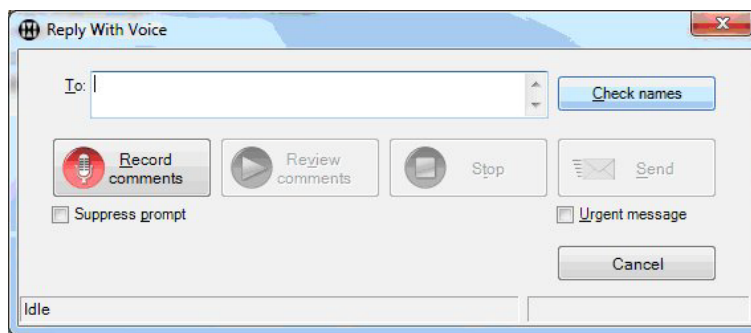 Reply With Voice
To:
Check names
Record comments
Review comments
Stop
Send
Suppress prompt
Urgent message
Cancel
Idle